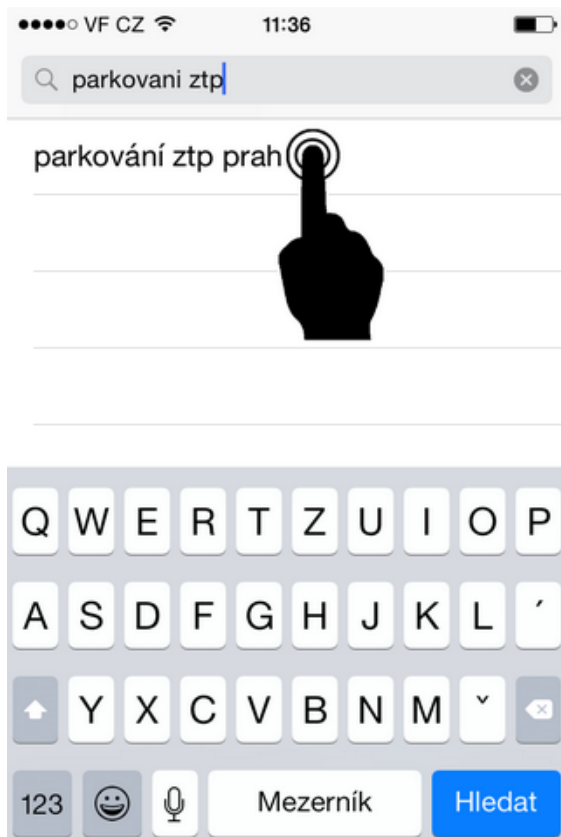 VF CZ 11:36
parkovani ztp
parkování ztp prah
Q W E R T Z U I O P
A S D F G H J K L ´
Y X C V B N M ˇ
123 Mezerník Hledat